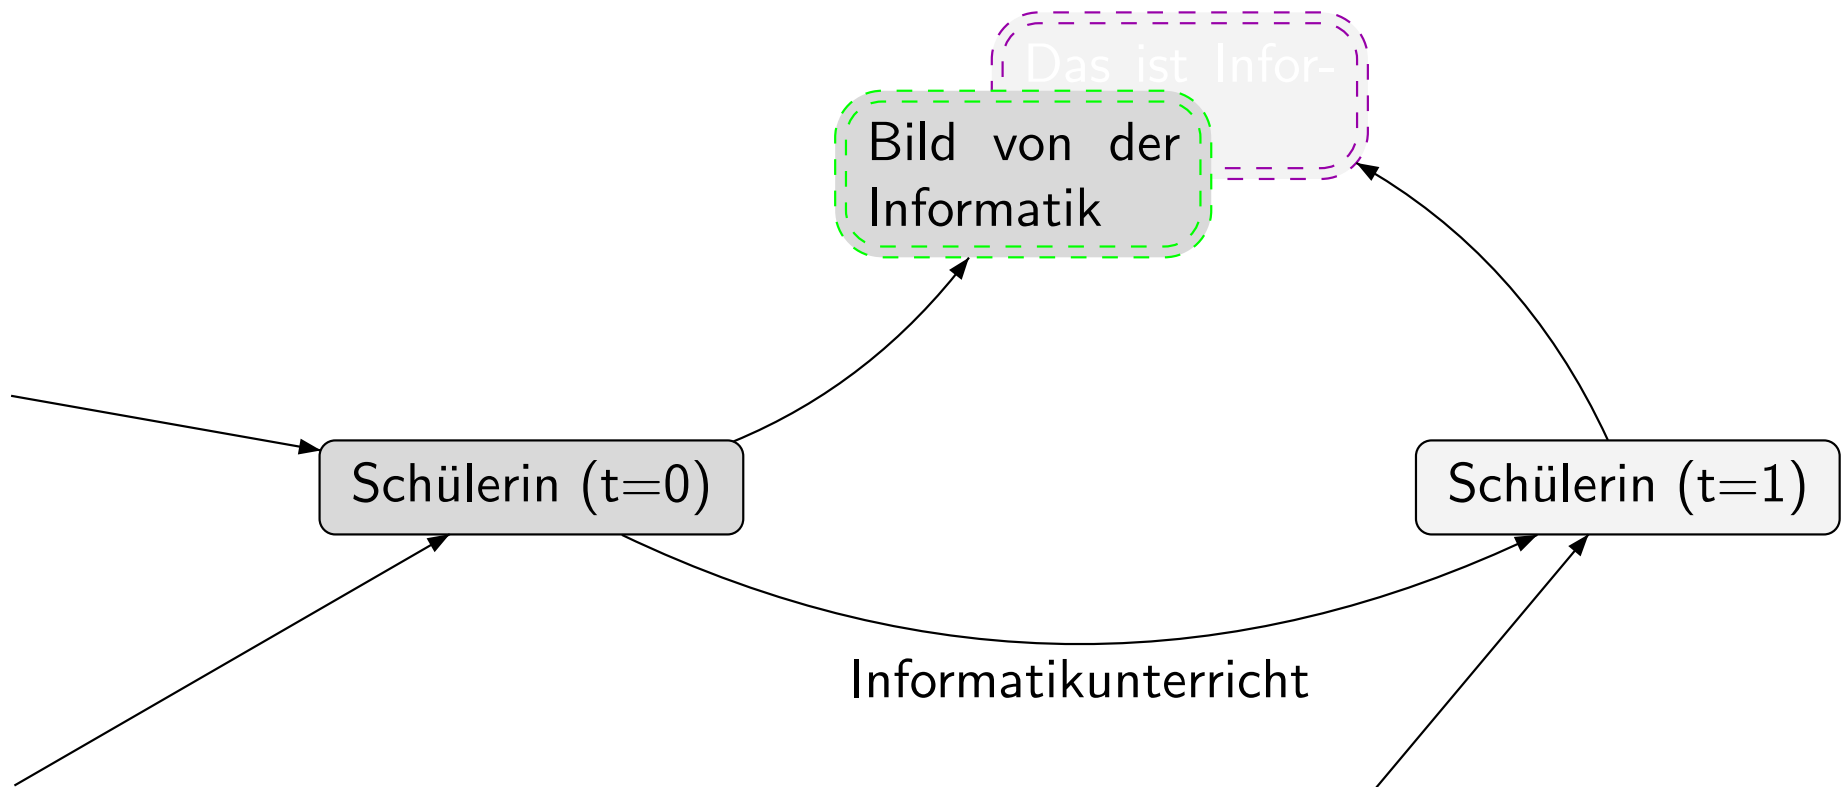 Das ist Infor-
Bild von der
Informatik
Schülerin (t=0)
Schülerin (t=1)
Informatikunterricht